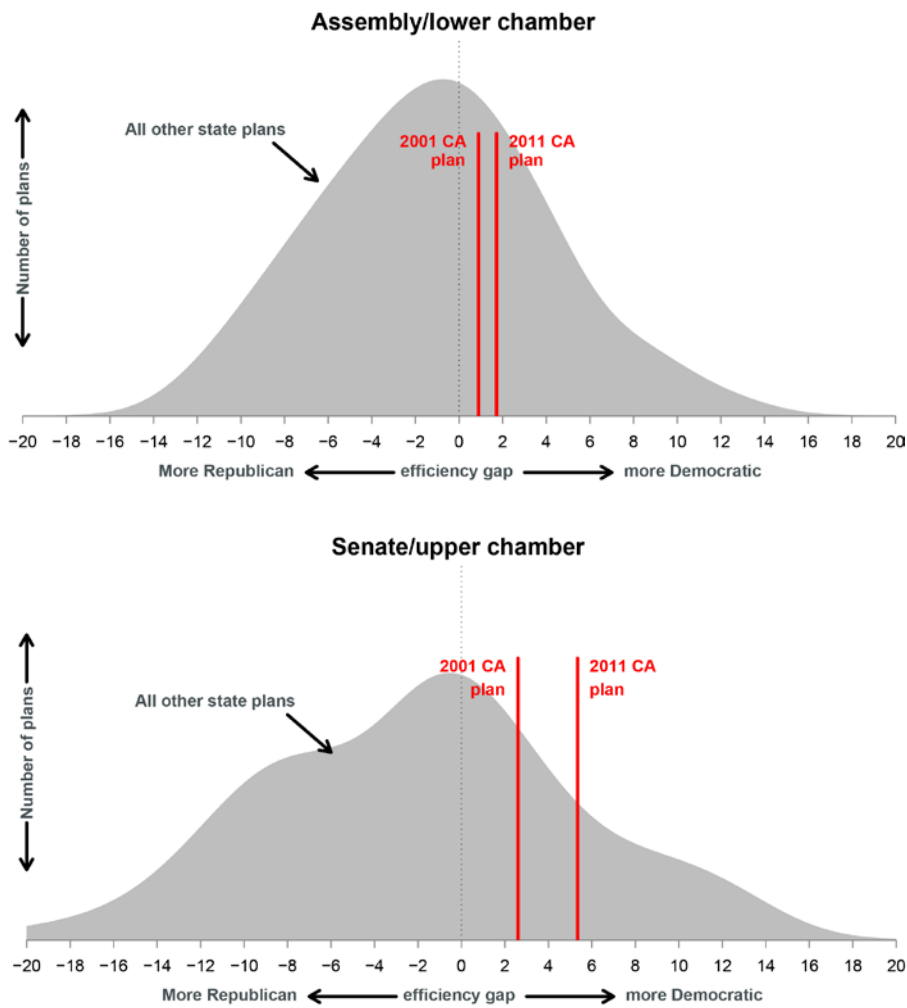 Assembly/lower chamber
All other state plans
2001 CA
plan
2011 CA
plan
Number of plans
−20 −18 −16 −14 −12 −10 −8 −6 −4 −2 0 2 4 6 8 10 12 14 16 18 20
More Republican efficiency gap more Democratic
Senate/upper chamber
2001 CA
plan
2011 CA
plan
All other state plans
Number of plans
−20 −18 −16 −14 −12 −10 −8 −6 −4 −2 0 2 4 6 8 10 12 14 16 18 20
More Republican efficiency gap more Democratic